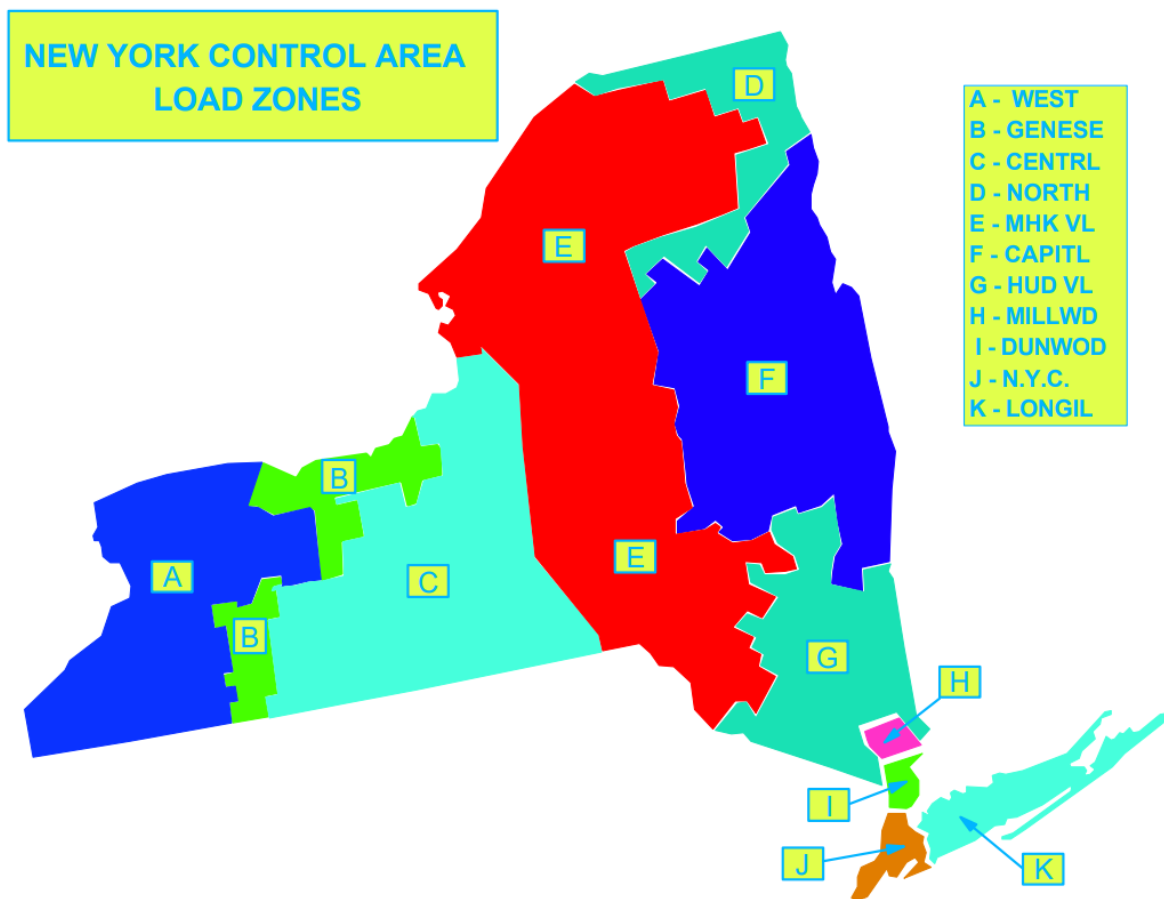 NEW YORK CONTROL AREA
LOAD ZONES
A - WEST
B - GENESE
C - CENTRL
D - NORTH
E - MHK VL
F - CAPITL
G - HUD VL
H - MILLWD
I - DUNWOD
J - N.Y.C.
K - LONGIL
D
E
F
B
E
A
C
B
G
H
I
J
K